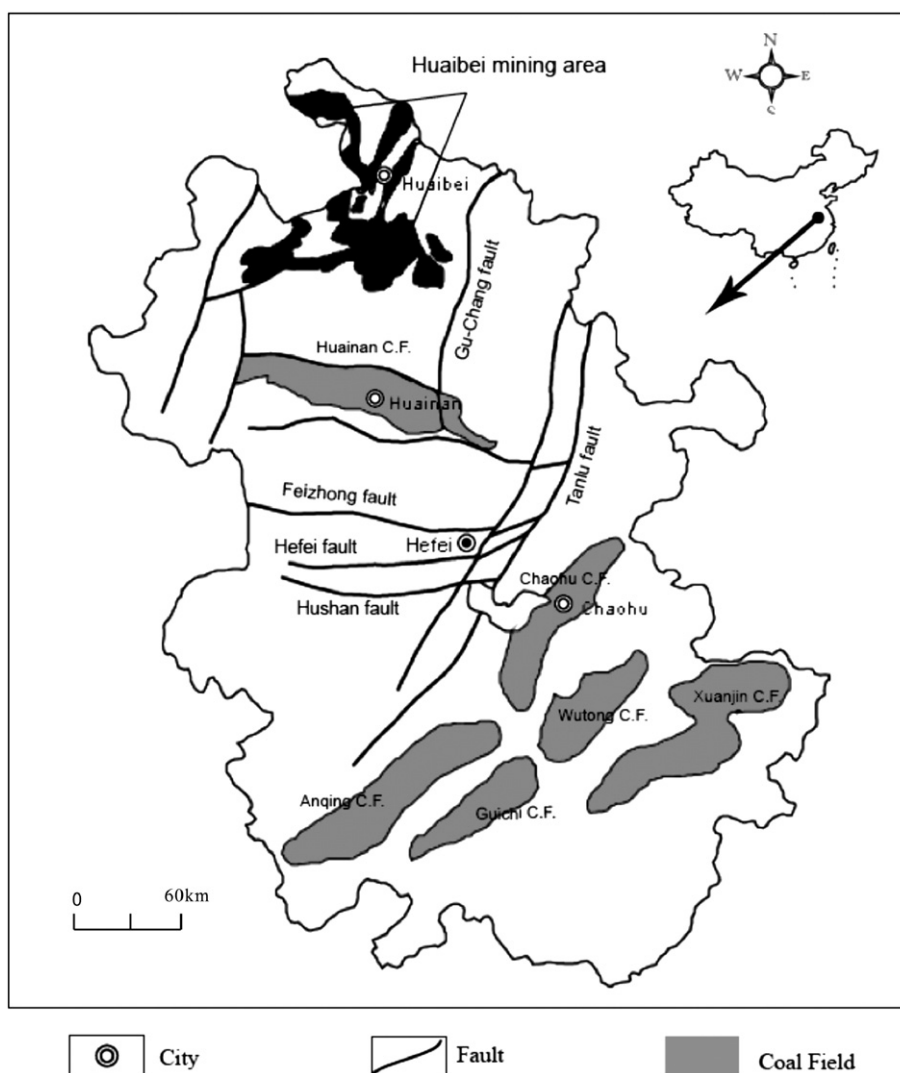 Huaibei mining area
N
W
E
S
Huaibei
Gu-Chang fault
Huainan C.F.
Huainan
Tanlu fault
Feizhong fault
Hefei
Hefei fault
Chaohu C.F.
Hushan fault
Chaohu
Xuanjin C.F.
Wutong C.F.
Anqing C.F.
Guichi C.F.
0
60km
City
Fault
Coal Field